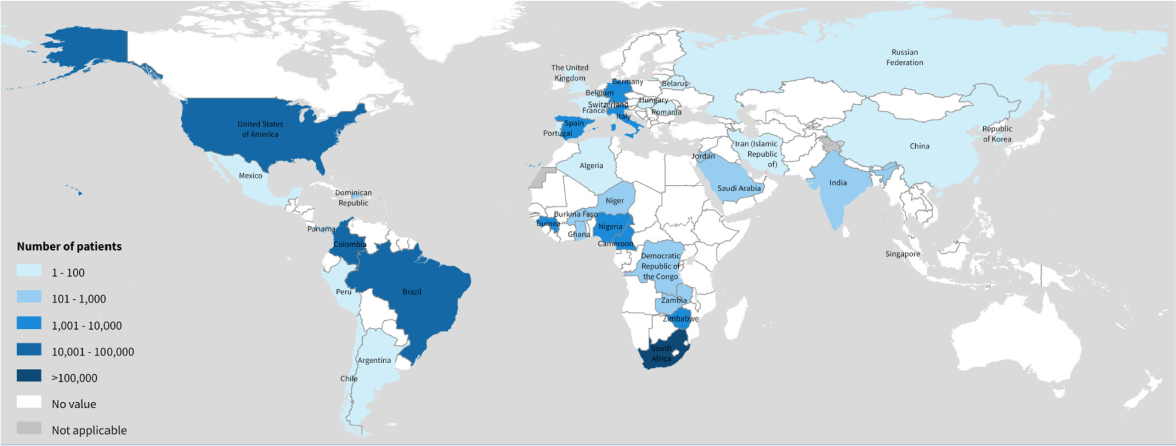 Russian
Federation
The United
Kingdom
Germany
Belarus
Belgium
Switzerland
Hungary
France
Romania
Italy
Spain
Portugal
United States
of America
Republic
of Korea
Iran (Islamic
Republic
of)
China
Jordan
Algeria
Mexico
India
Saudi Arabia
Dominican
Republic
Niger
Burkina Faso
Guinea
Nigeria
Panama
Ghana
Colombia
Cameroon
Singapore
Democratic
Republic of
the Congo
Peru
Brazil
Zambia
Zimbabwe
South
Africa
Argentina
Chile
Number of patients
1 - 100
101 - 1,000
1,001 - 10,000
10,001 - 100,000
>100,000
No value
Not applicable